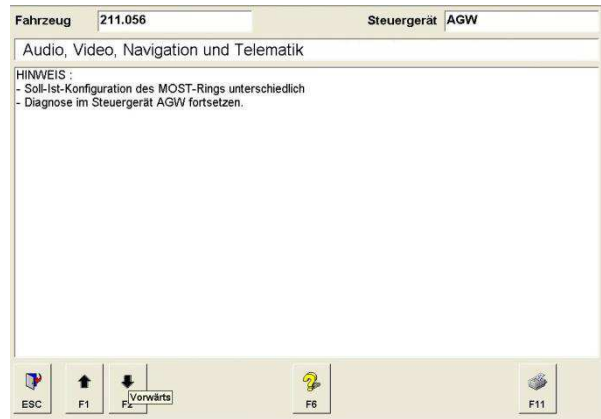 Fahrzeug 211.056 Steuergerät AGW
Audio, Video, Navigation und Telematik
HINWEIS :
- Soll-Ist-Konfiguration des MOST-Rings unterschiedlich
- Diagnose im Steuergerät AGW fortsetzen.
Vorwärts
ESC F1 F2 F6 F11